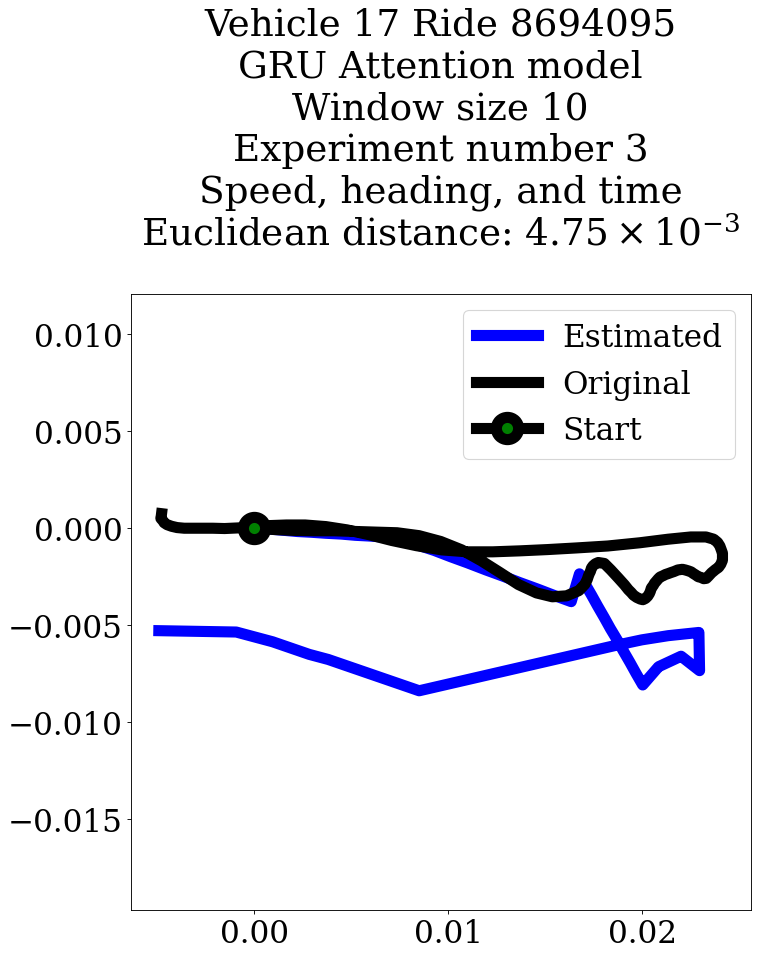 Vehicle 17 Ride 8694095
GRU Attention model
Window size 10
Experiment number 3
Speed, heading, and time
Euclidean distance: 4.75 × 10⁻³
Estimated
Original
Start
0.010
0.005
0.000
−0.005
−0.010
−0.015
0.00 0.01 0.02